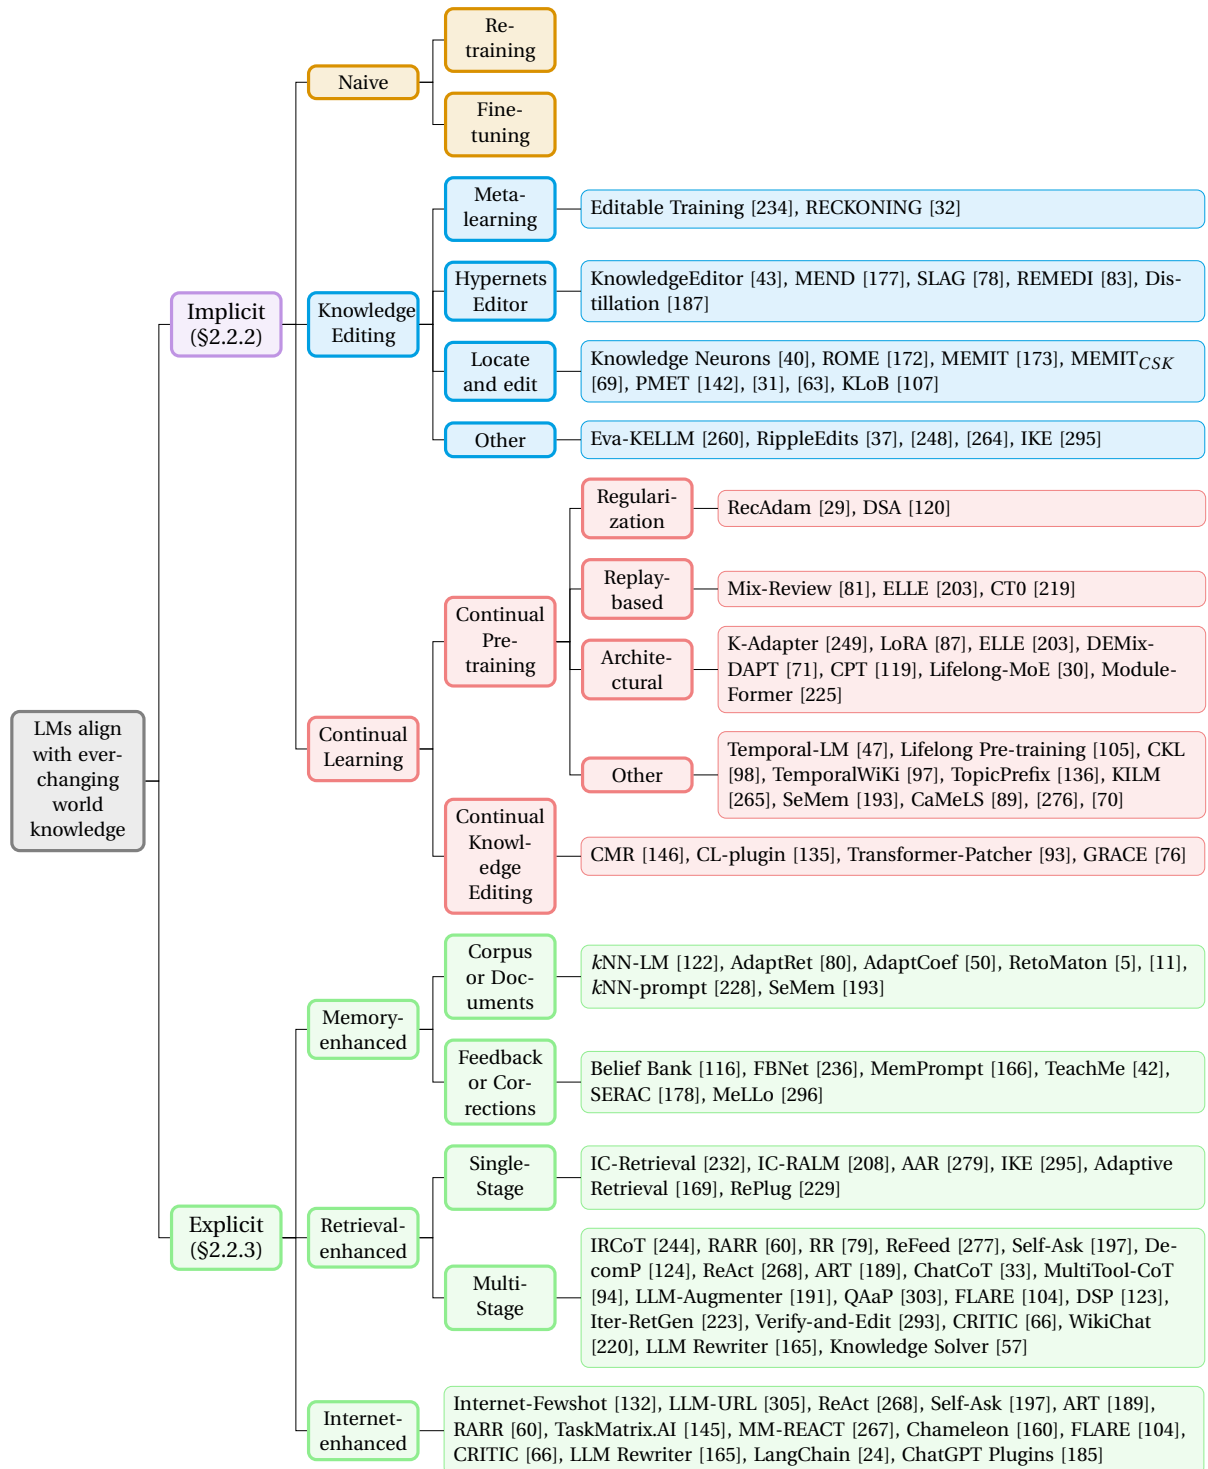 Re-
training
Naive
Fine-
tuning
Meta-
learning
Editable Training [234], RECKONING [32]
Hypernets
Editor
KnowledgeEditor [43], MEND [177], SLAG [78], REMEDI [83], Dis-
tillation [187]
Implicit
(§2.2.2)
Knowledge
Editing
Locate
and edit
Knowledge Neurons [40], ROME [172], MEMIT [173], MEMITCSK
[69], PMET [142], [31], [63], KLoB [107]
Other
Eva-KELLM [260], RippleEdits [37], [248], [264], IKE [295]
Regulari-
zation
RecAdam [29], DSA [120]
Replay-
based
Mix-Review [81], ELLE [203], CT0 [219]
Continual
Pre-
training
Archite-
ctural
K-Adapter [249], LoRA [87], ELLE [203], DEMix-
DAPT [71], CPT [119], Lifelong-MoE [30], Module-
Former [225]
LMs align
with ever-
changing
world
knowledge
Continual
Learning
Other
Temporal-LM [47], Lifelong Pre-training [105], CKL
[98], TemporalWiKi [97], TopicPrefix [136], KILM
[265], SeMem [193], CaMeLS [89], [276], [70]
Continual
Knowl-
edge
Editing
CMR [146], CL-plugin [135], Transformer-Patcher [93], GRACE [76]
Corpus
or Doc-
uments
kNN-LM [122], AdaptRet [80], AdaptCoef [50], RetoMaton [5], [11],
kNN-prompt [228], SeMem [193]
Memory-
enhanced
Feedback
or Cor-
rections
Belief Bank [116], FBNet [236], MemPrompt [166], TeachMe [42],
SERAC [178], MeLLo [296]
Single-
Stage
IC-Retrieval [232], IC-RALM [208], AAR [279], IKE [295], Adaptive
Retrieval [169], RePlug [229]
Explicit
(§2.2.3)
Retrieval-
enhanced
Multi-
Stage
IRCoT [244], RARR [60], RR [79], ReFeed [277], Self-Ask [197], De-
comP [124], ReAct [268], ART [189], ChatCoT [33], MultiTool-CoT
[94], LLM-Augmenter [191], QAaP [303], FLARE [104], DSP [123],
Iter-RetGen [223], Verify-and-Edit [293], CRITIC [66], WikiChat
[220], LLM Rewriter [165], Knowledge Solver [57]
Internet-
enhanced
Internet-Fewshot [132], LLM-URL [305], ReAct [268], Self-Ask [197], ART [189],
RARR [60], TaskMatrix.AI [145], MM-REACT [267], Chameleon [160], FLARE [104],
CRITIC [66], LLM Rewriter [165], LangChain [24], ChatGPT Plugins [185]